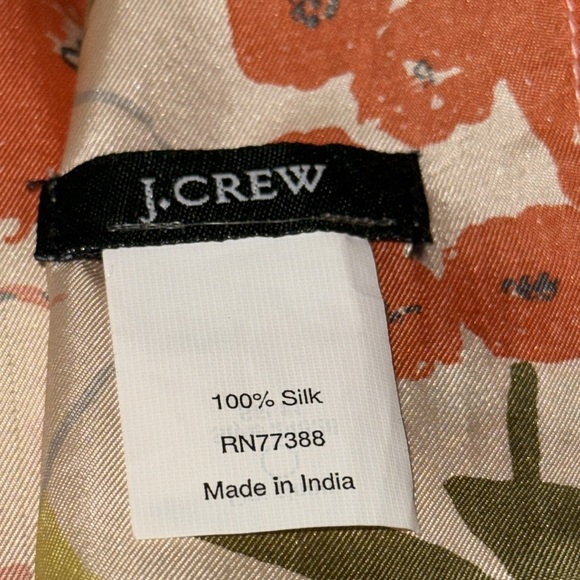 J.CREW
100% Silk
RN77388
Made in India